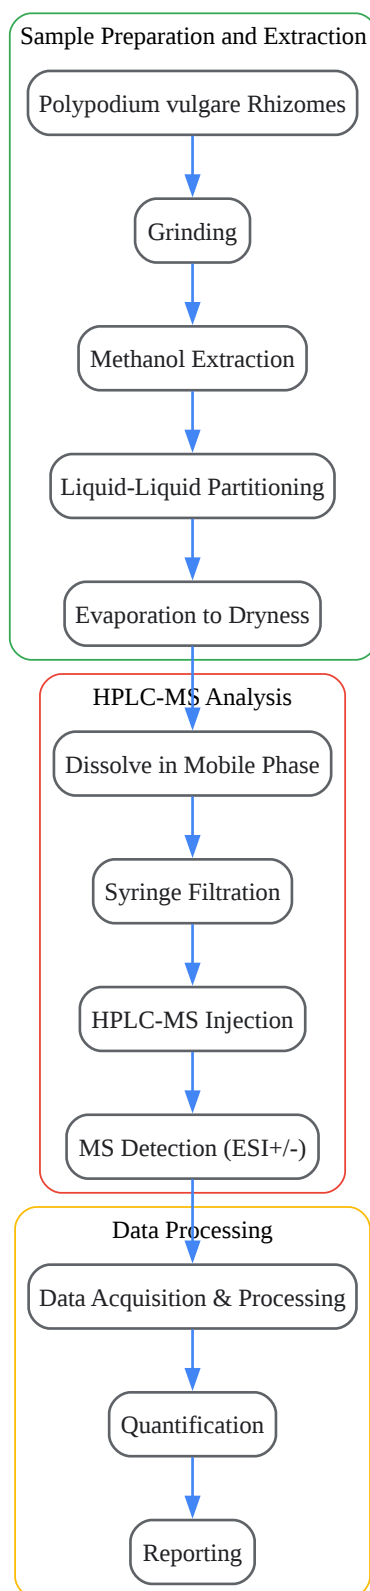 Sample Preparation and Extraction
Polypodium vulgare Rhizomes
Grinding
Methanol Extraction
Liquid-Liquid Partitioning
Evaporation to Dryness
HPLC-MS Analysis
Dissolve in Mobile Phase
Syringe Filtration
HPLC-MS Injection
MS Detection (ESI+/-)
Data Processing
Data Acquisition & Processing
Quantification
Reporting